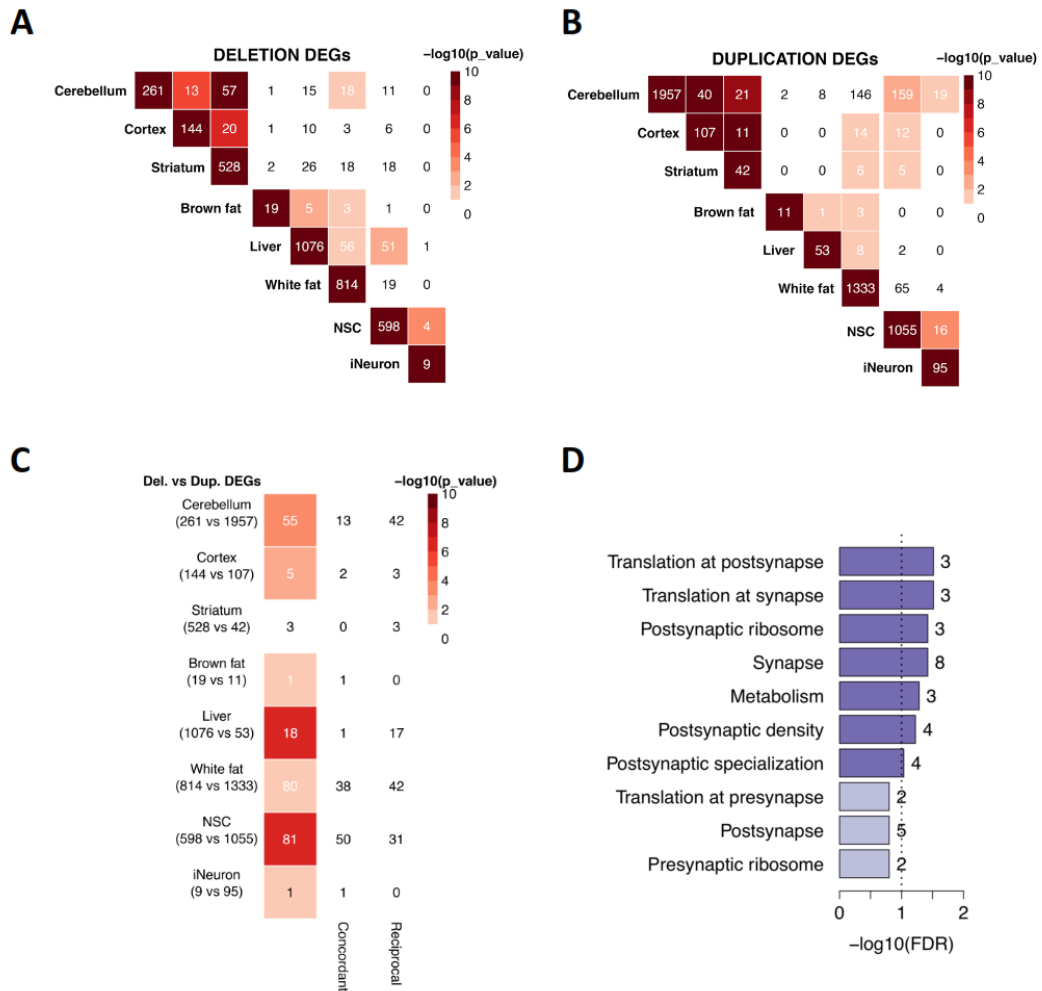 A
DELETION DEGs
−log10(p_value)
10
8
6
4
2
0
Cerebellum 261 13 57 1 15 18 11 0
Cortex 144 20 1 10 3 6 0
Striatum 528 2 26 18 18 0
Brown fat 19 5 3 1 0
Liver 1076 56 51 1
White fat 814 19 0
NSC 598 4
iNeuron 9
B
DUPLICATION DEGs
−log10(p_value)
10
8
6
4
2
0
Cerebellum 1957 40 21 2 8 146 159 19
Cortex 107 11 0 0 14 12 0
Striatum 42 0 0 6 5 0
Brown fat 11 1 3 0 0
Liver 53 8 2 0
White fat 1333 65 4
NSC 1055 16
iNeuron 95
C
Del. vs Dup. DEGs
−log10(p_value)
10
8
6
4
2
0
Cerebellum
(261 vs 1957) 55 13 42
Cortex
(144 vs 107) 5 2 3
Striatum
(528 vs 42) 3 0 3
Brown fat
(19 vs 11) 1 1 0
Liver
(1076 vs 53) 18 1 17
White fat
(814 vs 1333) 80 38 42
NSC
(598 vs 1055) 81 50 31
iNeuron
(9 vs 95) 1 1 0
Concordant
Reciprocal
D
Translation at postsynapse 3
Translation at synapse 3
Postsynaptic ribosome 3
Synapse 8
Metabolism 3
Postsynaptic density 4
Postsynaptic specialization 4
Translation at presynapse 2
Postsynapse 5
Presynaptic ribosome 2
0 1 2
−log10(FDR)